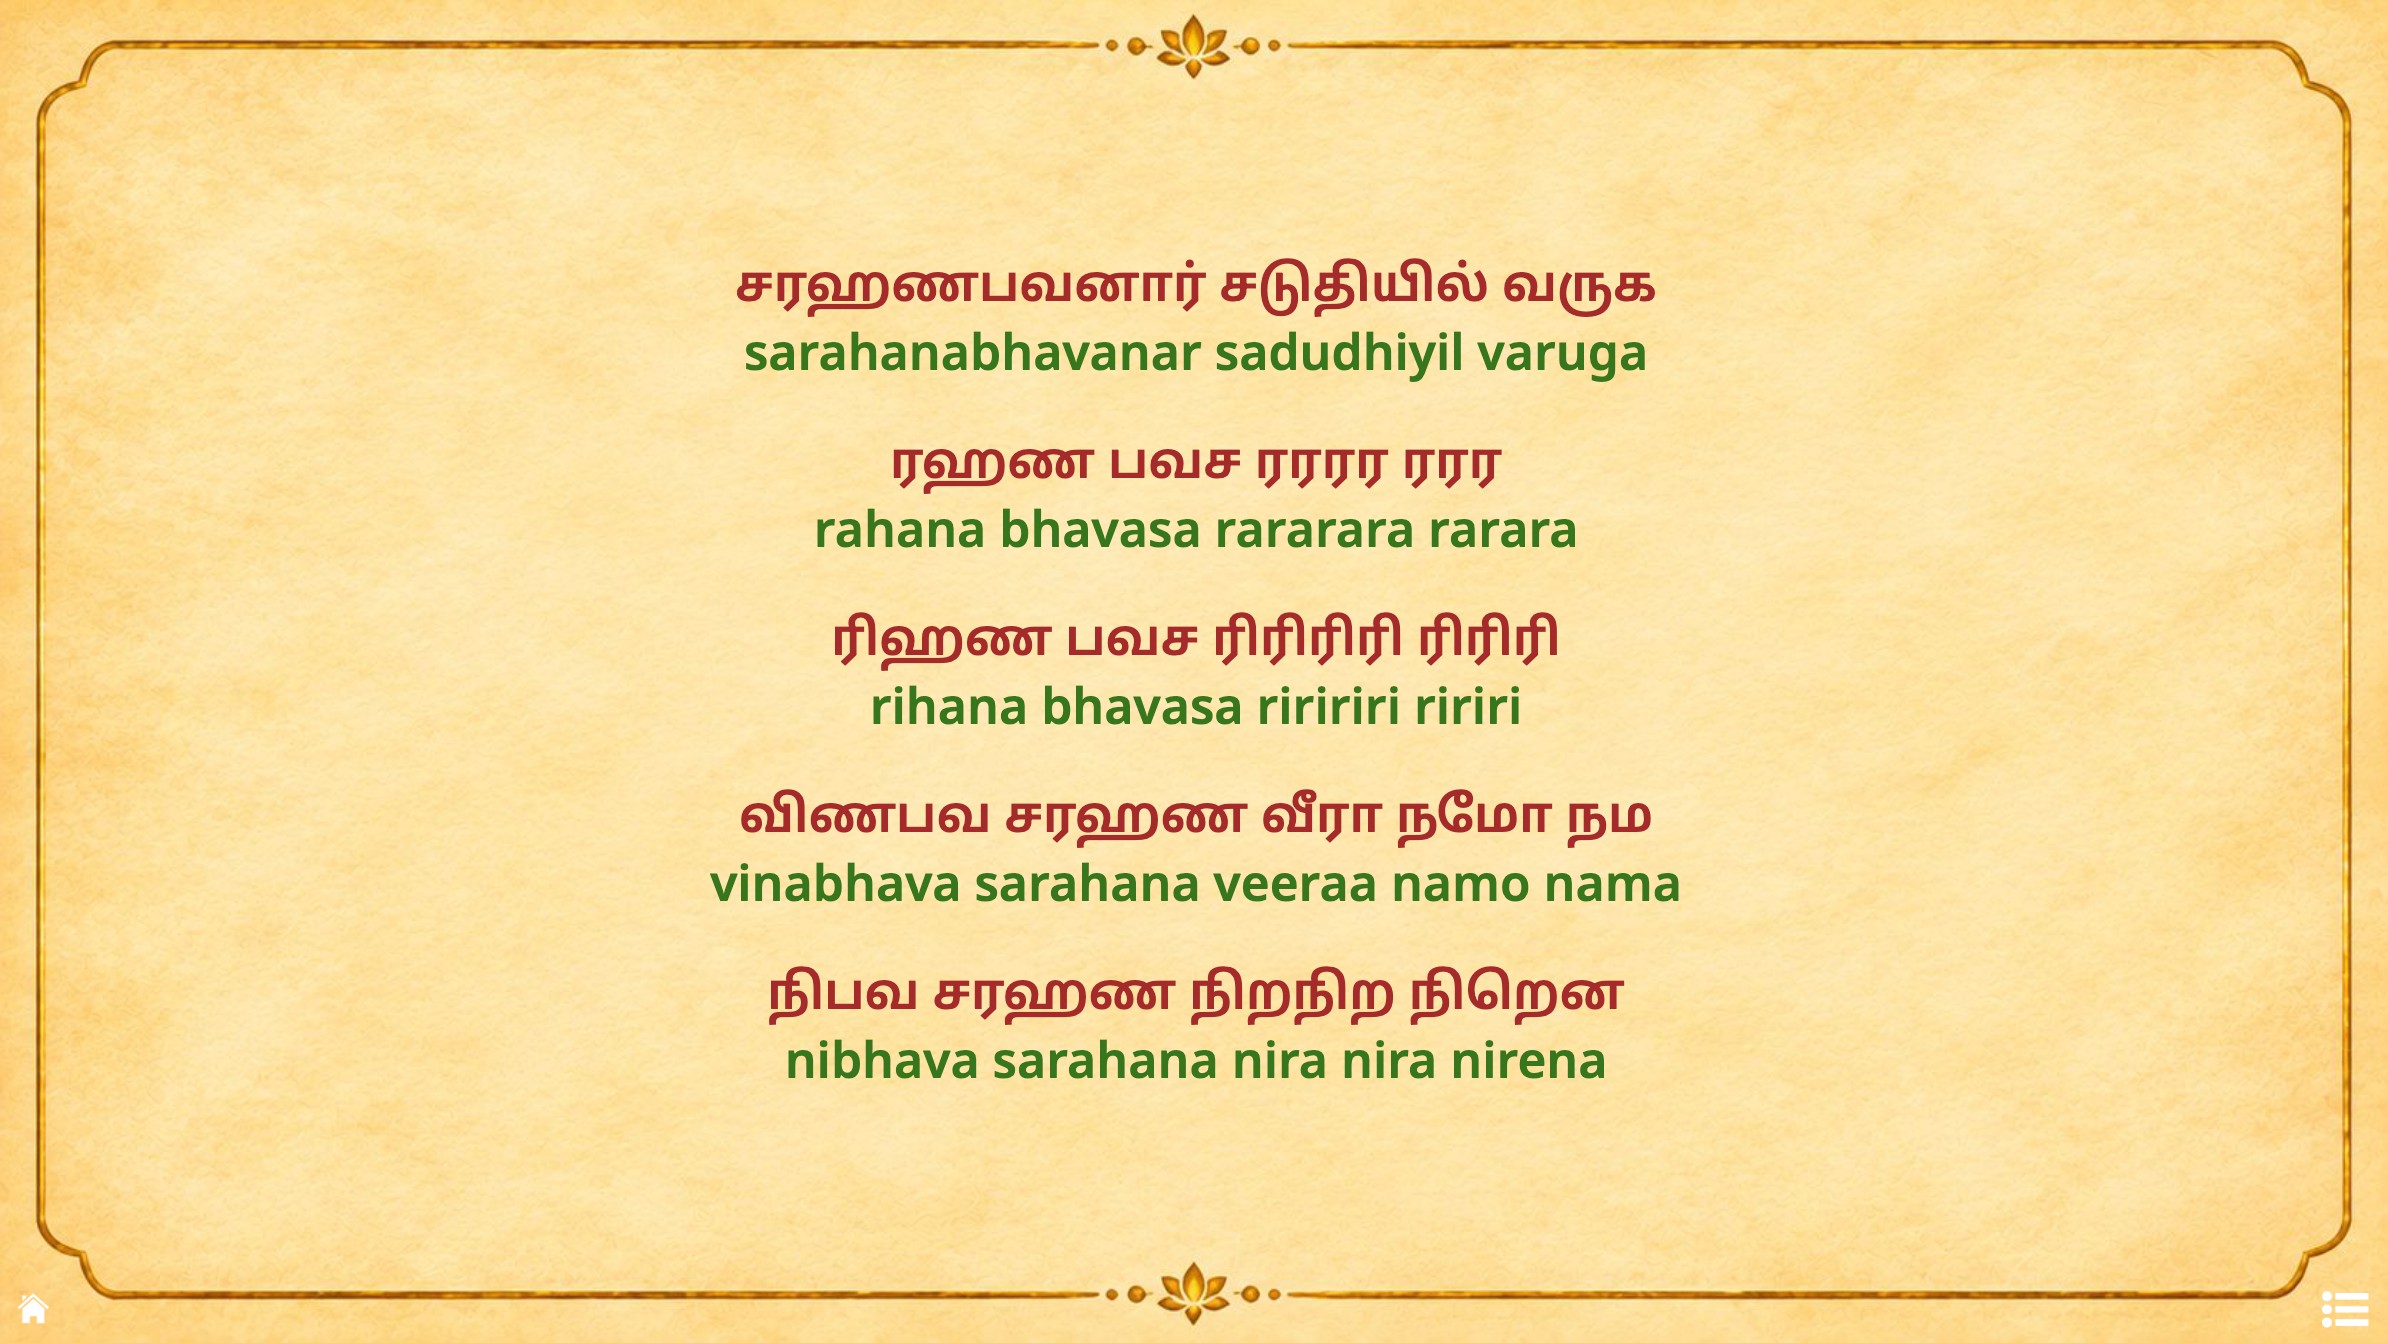 சரஹணபவனார் சடுதியில் வருக
sarahanabhavanar sadudhiyil varuga
ரஹண பவச ரரரர ரரர
rahana bhavasa rararara rarara
ரிஹண பவச ரிரிரிரி ரிரிரி
rihana bhavasa riririri ririri
விணபவ சரஹண வீரா நமோ நம
vinabhava sarahana veeraa namo nama
நிபவ சரஹண நிறநிற நிறென
nibhava sarahana nira nira nirena